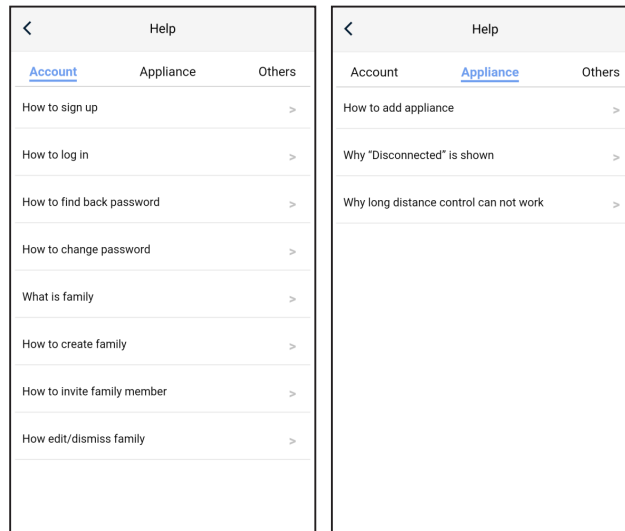 Help
Account Appliance Others
How to sign up >
How to log in >
How to find back password >
How to change password >
What is family >
How to create family >
How to invite family member >
How edit/dismiss family >
Help
Account Appliance Others
How to add appliance >
Why “Disconnected” is shown >
Why long distance control can not work >